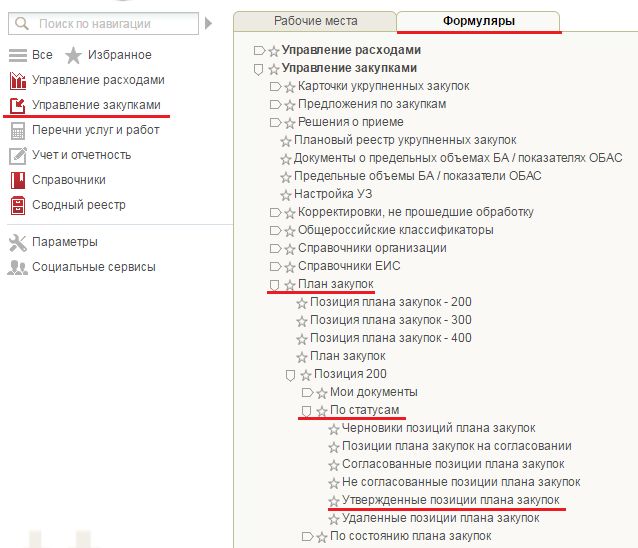 Поиск по навигации
Все Избранное
Управление расходами
Управление закупками
Перечни услуг и работ
Учет и отчетность
Справочники
Сводный реестр
Параметры
Социальные сервисы
Рабочие места Формуляры
Управление расходами
Управление закупками
Карточки укрупненных закупок
Предложения по закупкам
Решения о приеме
Плановый реестр укрупненных закупок
Документы о предельных объемах БА / показателях ОБАС
Предельные объемы БА / показатели ОБАС
Настройка УЗ
Корректировки, не прошедшие обработку
Общероссийские классификаторы
Справочники организации
Справочники ЕИС
План закупок
Позиция плана закупок - 200
Позиция плана закупок - 300
Позиция плана закупок - 400
План закупок
Позиция 200
Мои документы
По статусам
Черновики позиций плана закупок
Позиции плана закупок на согласовании
Согласованные позиции плана закупок
Не согласованные позиции плана закупок
Утвержденные позиции плана закупок
Удаленные позиции плана закупок
По состоянию плана закупок